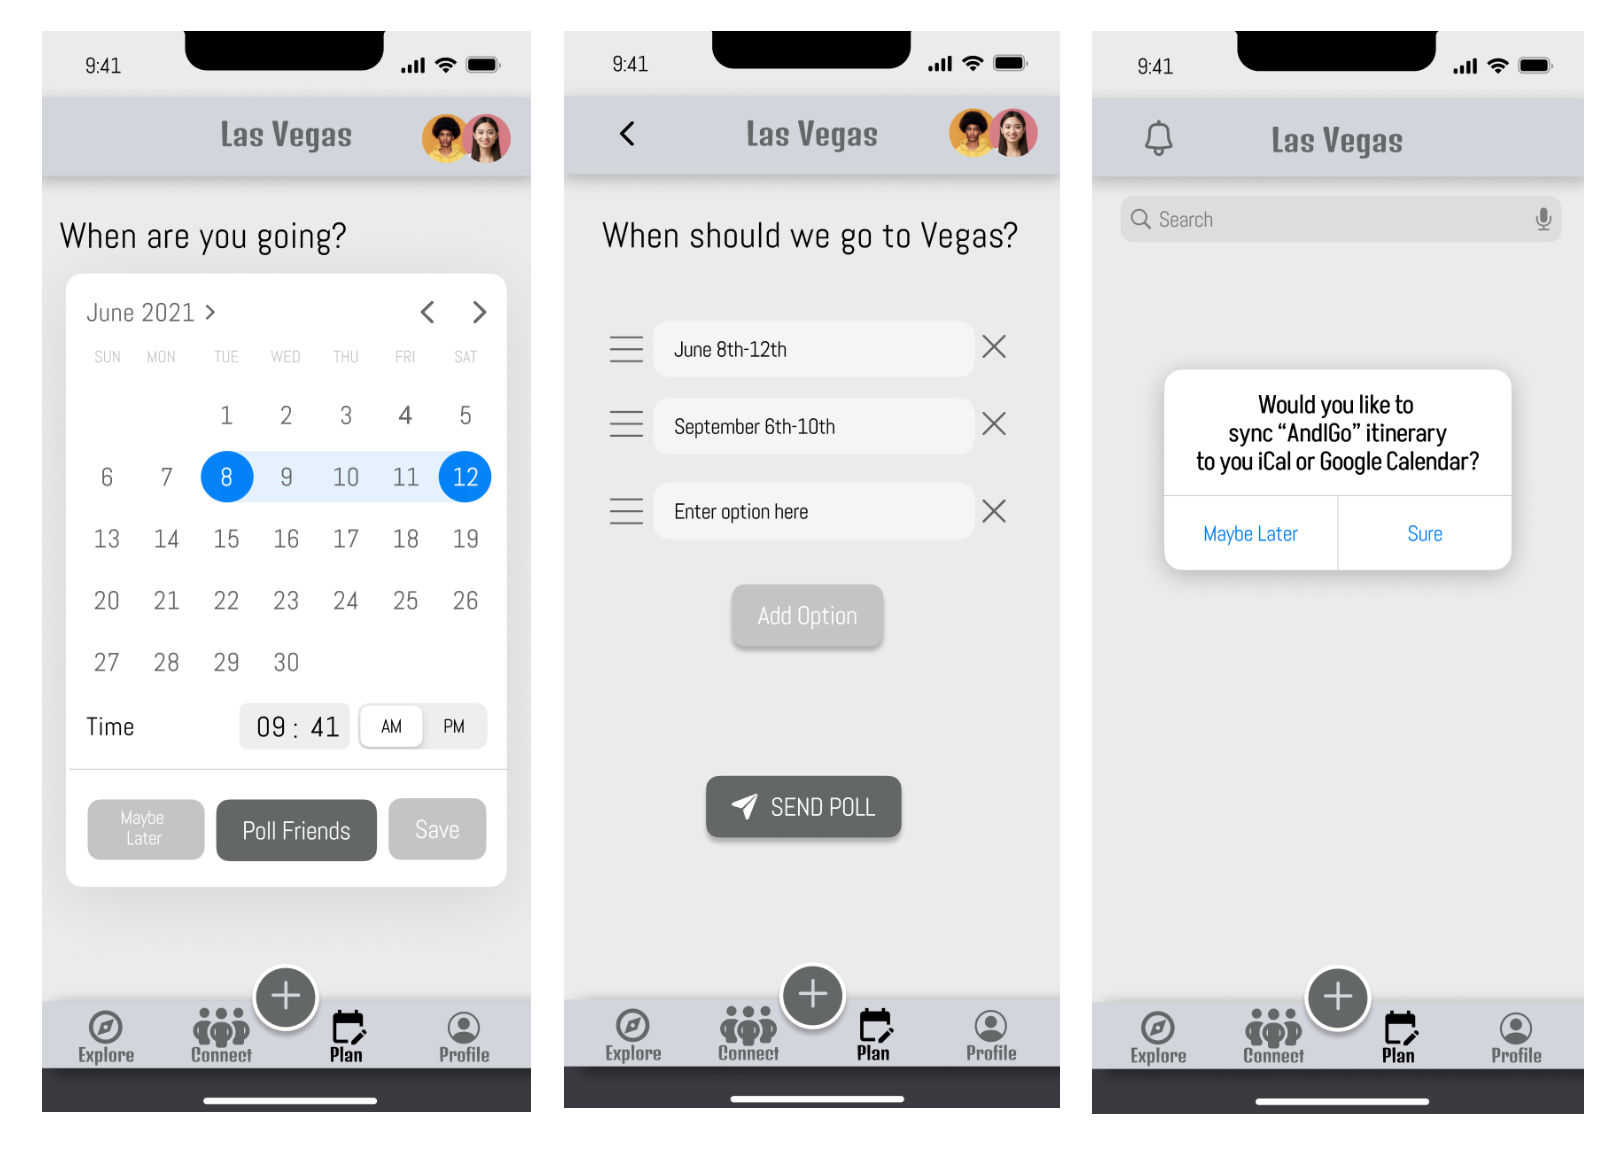 9:41
Las Vegas
When are you going?
June 2021
SUN MON TUE WED THU FRI SAT
1 2 3 4 5
6 7 8 9 10 11 12
13 14 15 16 17 18 19
20 21 22 23 24 25 26
27 28 29 30
Time 09 : 41 AM PM
Maybe
Later
Poll Friends
Save
Explore Connect Plan Profile
9:41
Las Vegas
When should we go to Vegas?
June 8th-12th
September 6th-10th
Enter option here
Add Option
SEND POLL
Explore Connect Plan Profile
9:41
Las Vegas
Search
Would you like to
sync “AndIGo” itinerary
to you iCal or Google Calendar?
Maybe Later Sure
Explore Connect Plan Profile